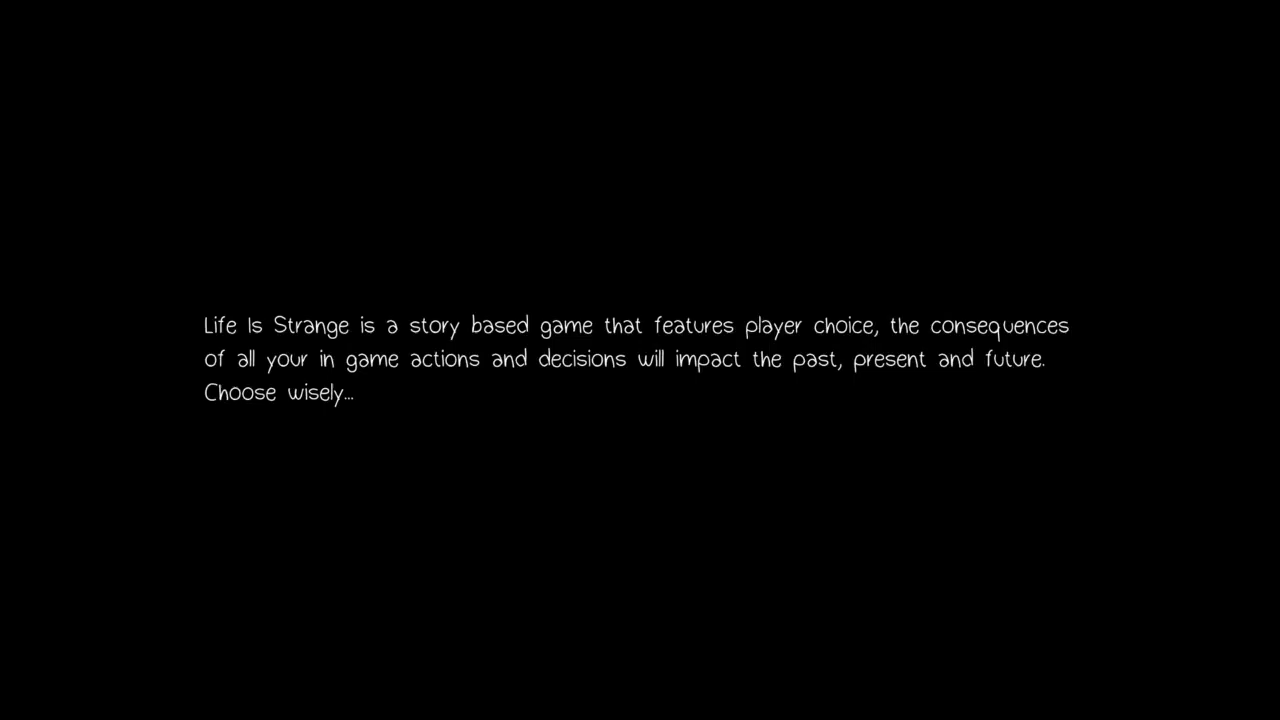 Life Is Strange is a story based game that features player choice, the consequences
of all your in game actions and decisions will impact the past, present and future.
Choose wisely...